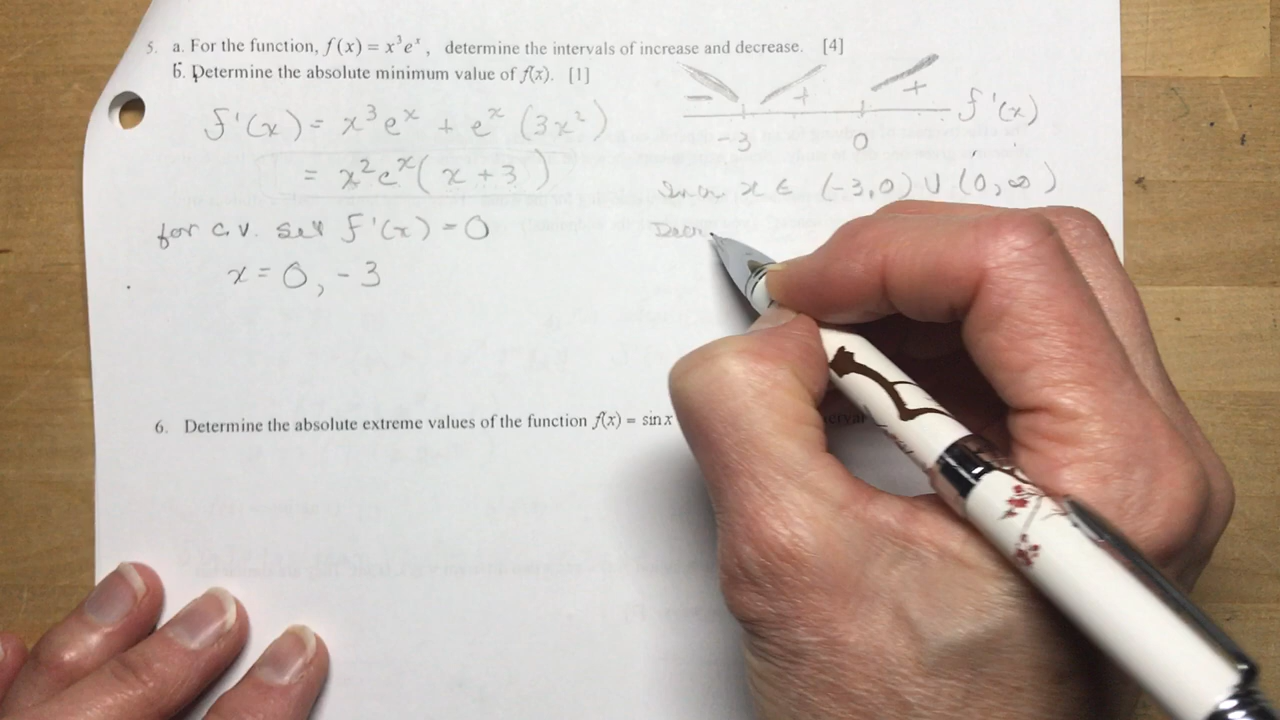 5. a. For the function, f(x) = x³eˣ, determine the intervals of increase and decrease. [4]
b. Determine the absolute minimum value of f(x). [1]
f'(x) = x³eˣ + eˣ (3x²)
= x²eˣ( x + 3 )
for c.v. set f'(x) = 0
x = 0, -3
- + + f'(x)
-3 0
Incr x ∈ (-3,0) ∪ (0,∞)
Decr
6. Determine the absolute extreme values of the function f(x) = sin x